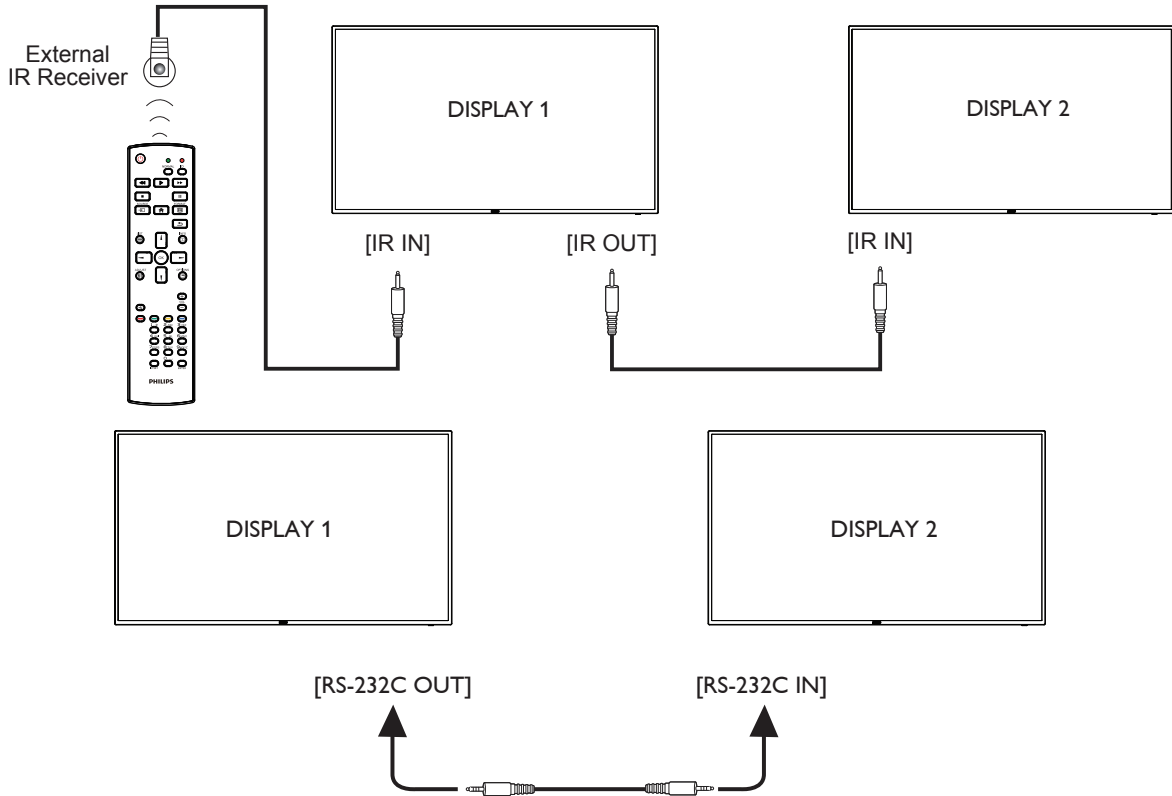 External
IR Receiver
DISPLAY 1
DISPLAY 2
[IR IN]
[IR OUT]
[IR IN]
PHILIPS
DISPLAY 1
DISPLAY 2
[RS-232C OUT]
[RS-232C IN]